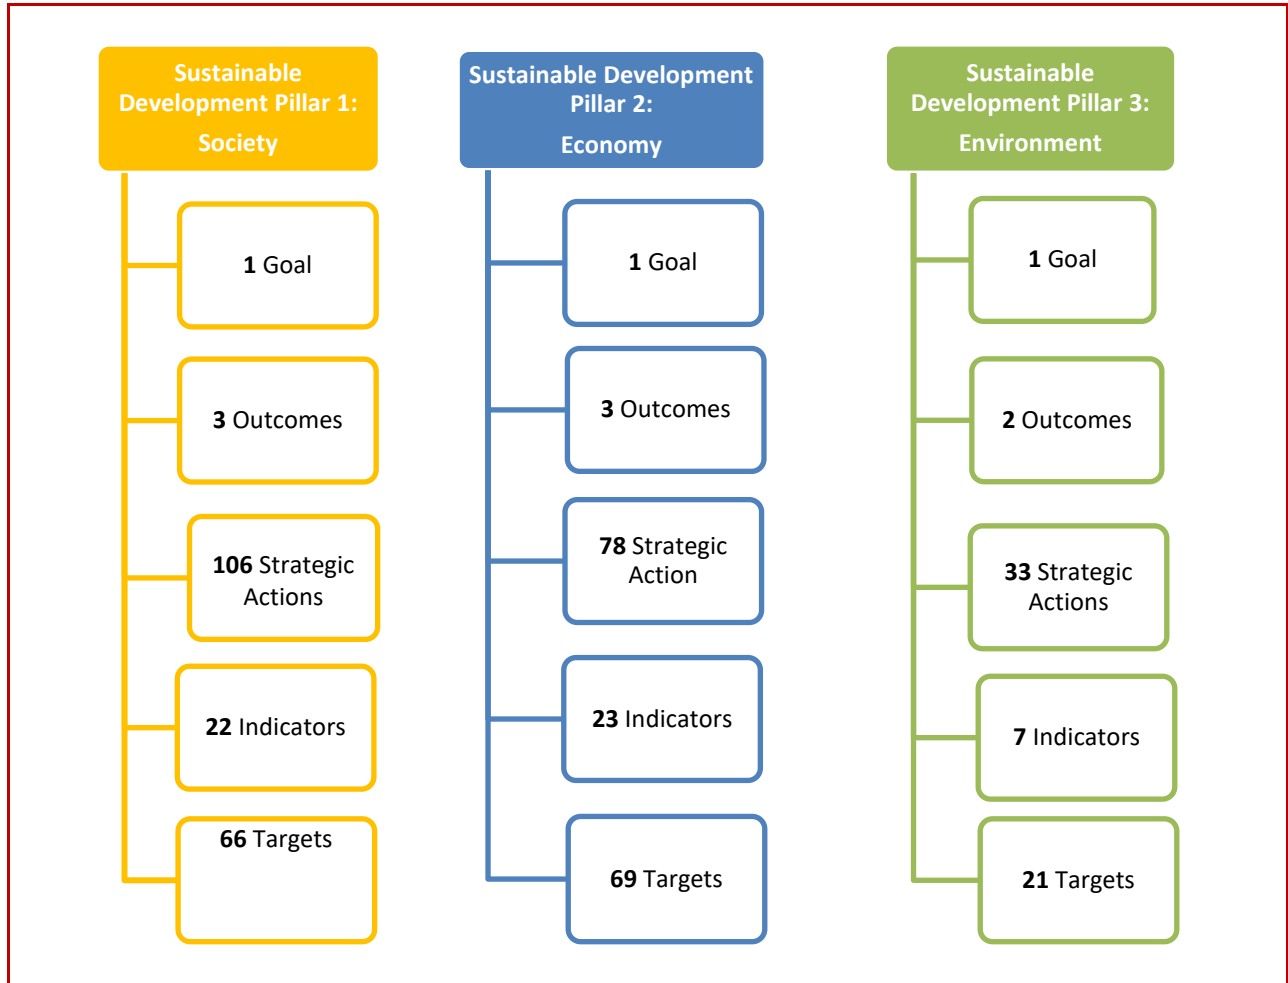 Sustainable
Development Pillar 1:
Society
1 Goal
3 Outcomes
106 Strategic
Actions
22 Indicators
66 Targets
Sustainable Development
Pillar 2:
Economy
1 Goal
3 Outcomes
78 Strategic
Action
23 Indicators
69 Targets
Sustainable
Development Pillar 3:
Environment
1 Goal
2 Outcomes
33 Strategic
Actions
7 Indicators
21 Targets